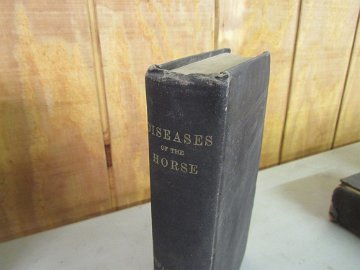 DISEASES
OF THE
HORSE